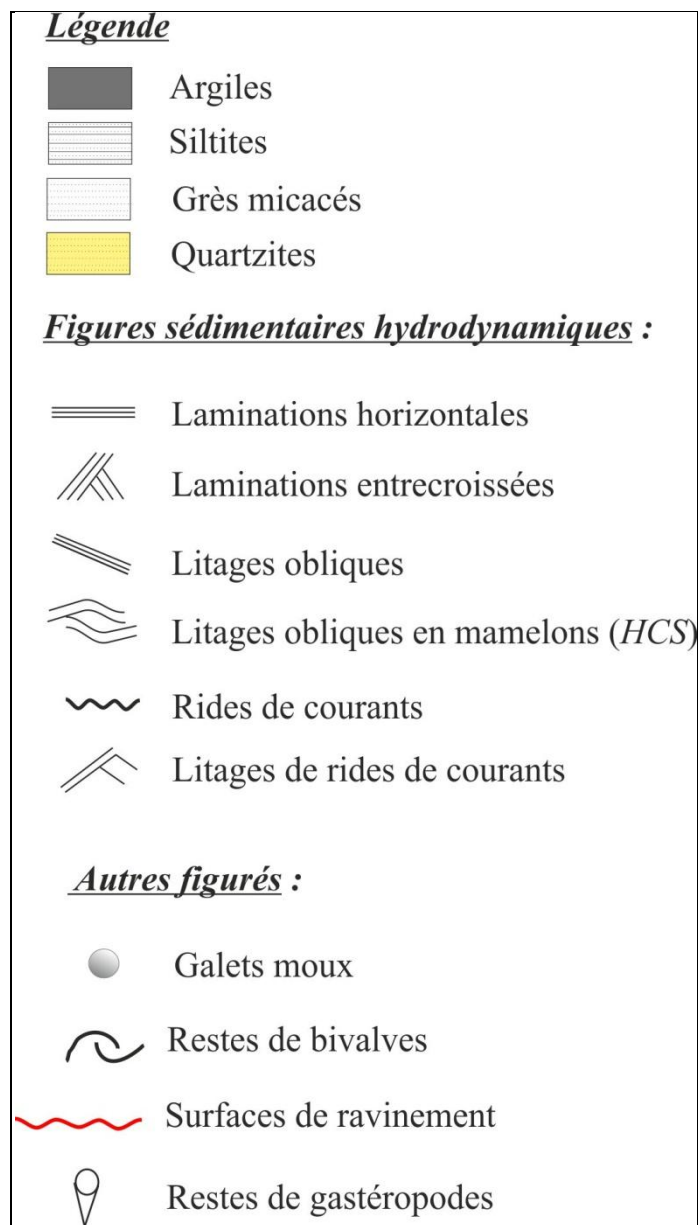 Légende
Argiles
Siltites
Grès micacés
Quartzites
Figures sédimentaires hydrodynamiques :
Laminations horizontales
Laminations entrecroissées
Litages obliques
Litages obliques en mamelons (HCS)
Rides de courants
Litages de rides de courants
Autres figurés :
Galets moux
Restes de bivalves
Surfaces de ravinement
Restes de gastéropodes